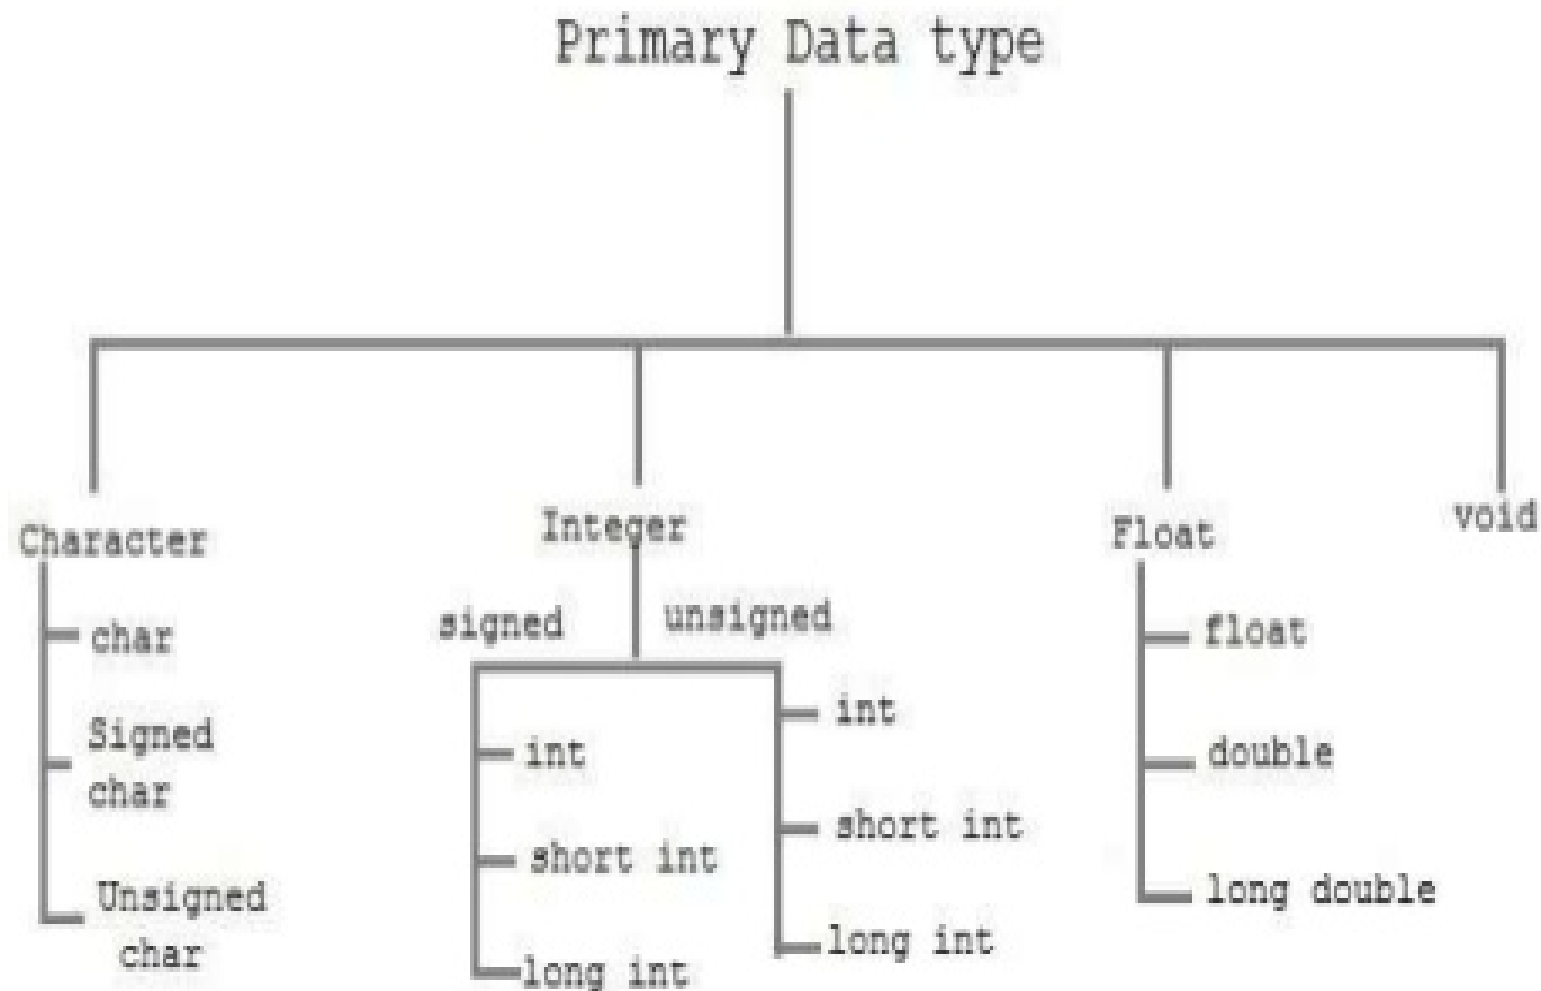 Primary Data type
Character
char
Signed
char
Unsigned
char
Integer
signed
unsigned
int
short int
long int
int
short int
long int
Float
float
double
long double
void